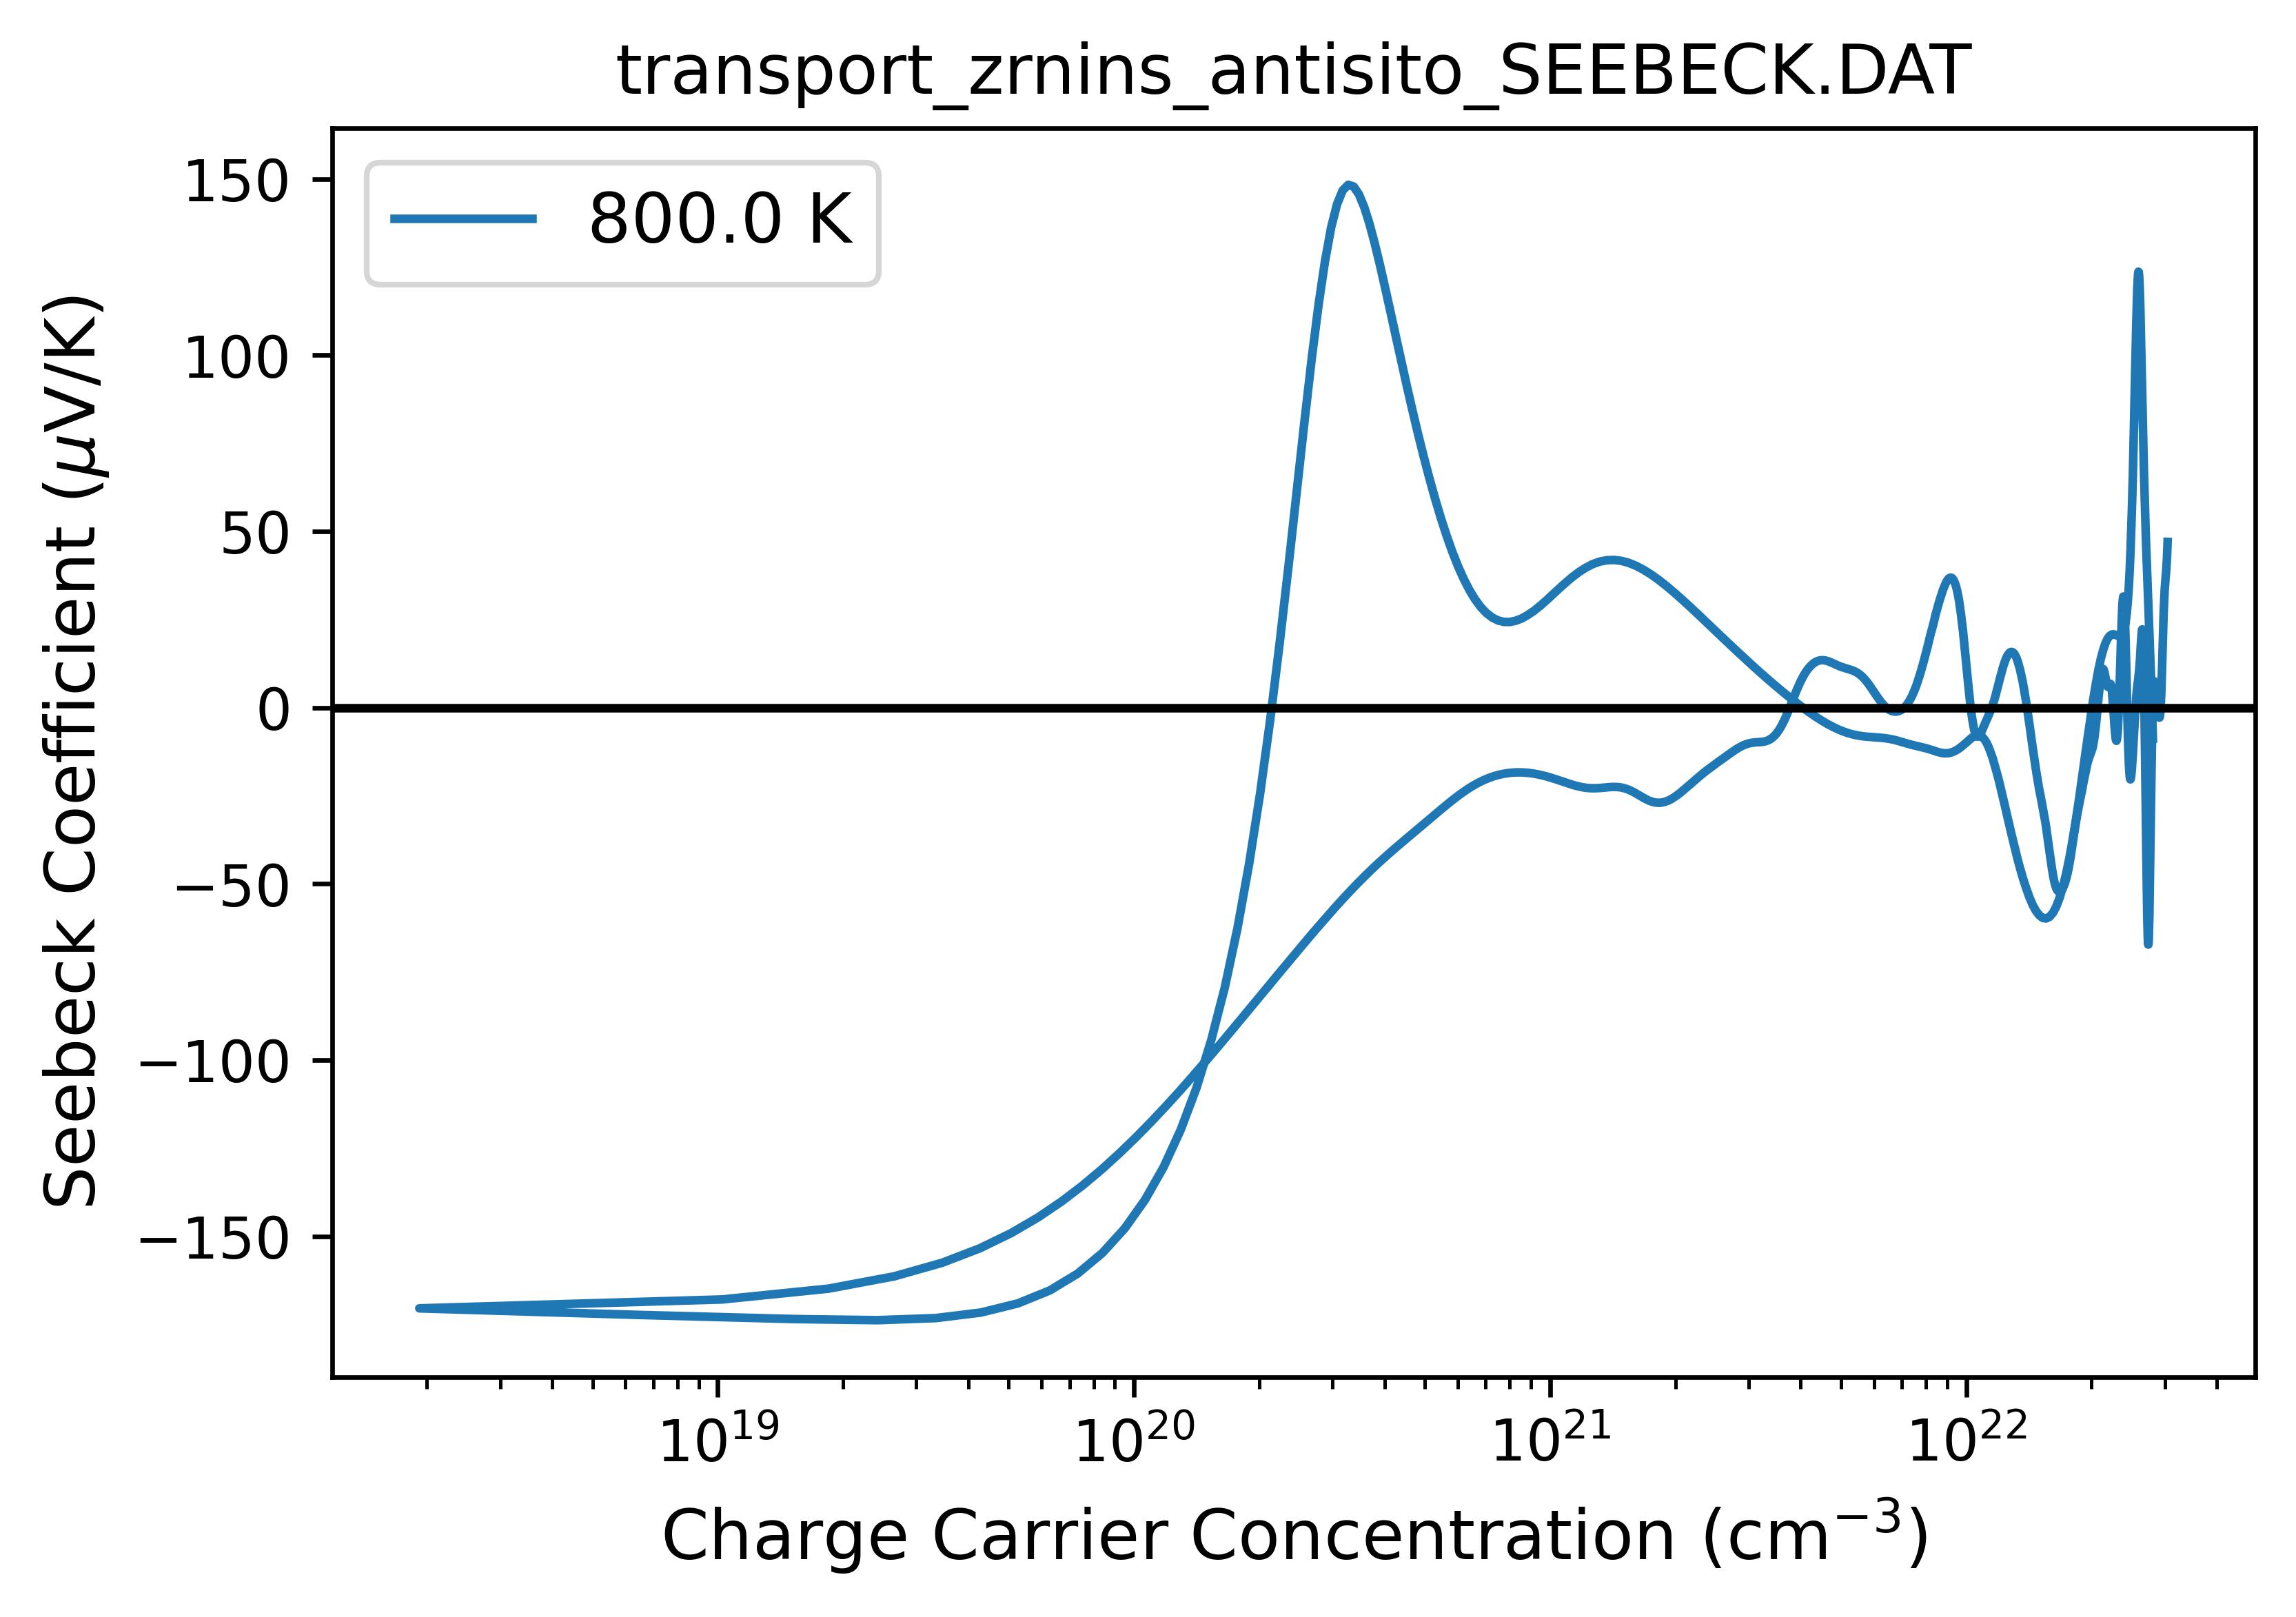 transport_zrnins_antisito_SEEBECK.DAT
800.0 K
Seebeck Coefficient (μV/K)
150
100
50
0
−50
−100
−150
10¹⁹
10²⁰
10²¹
10²²
Charge Carrier Concentration (cm⁻³)